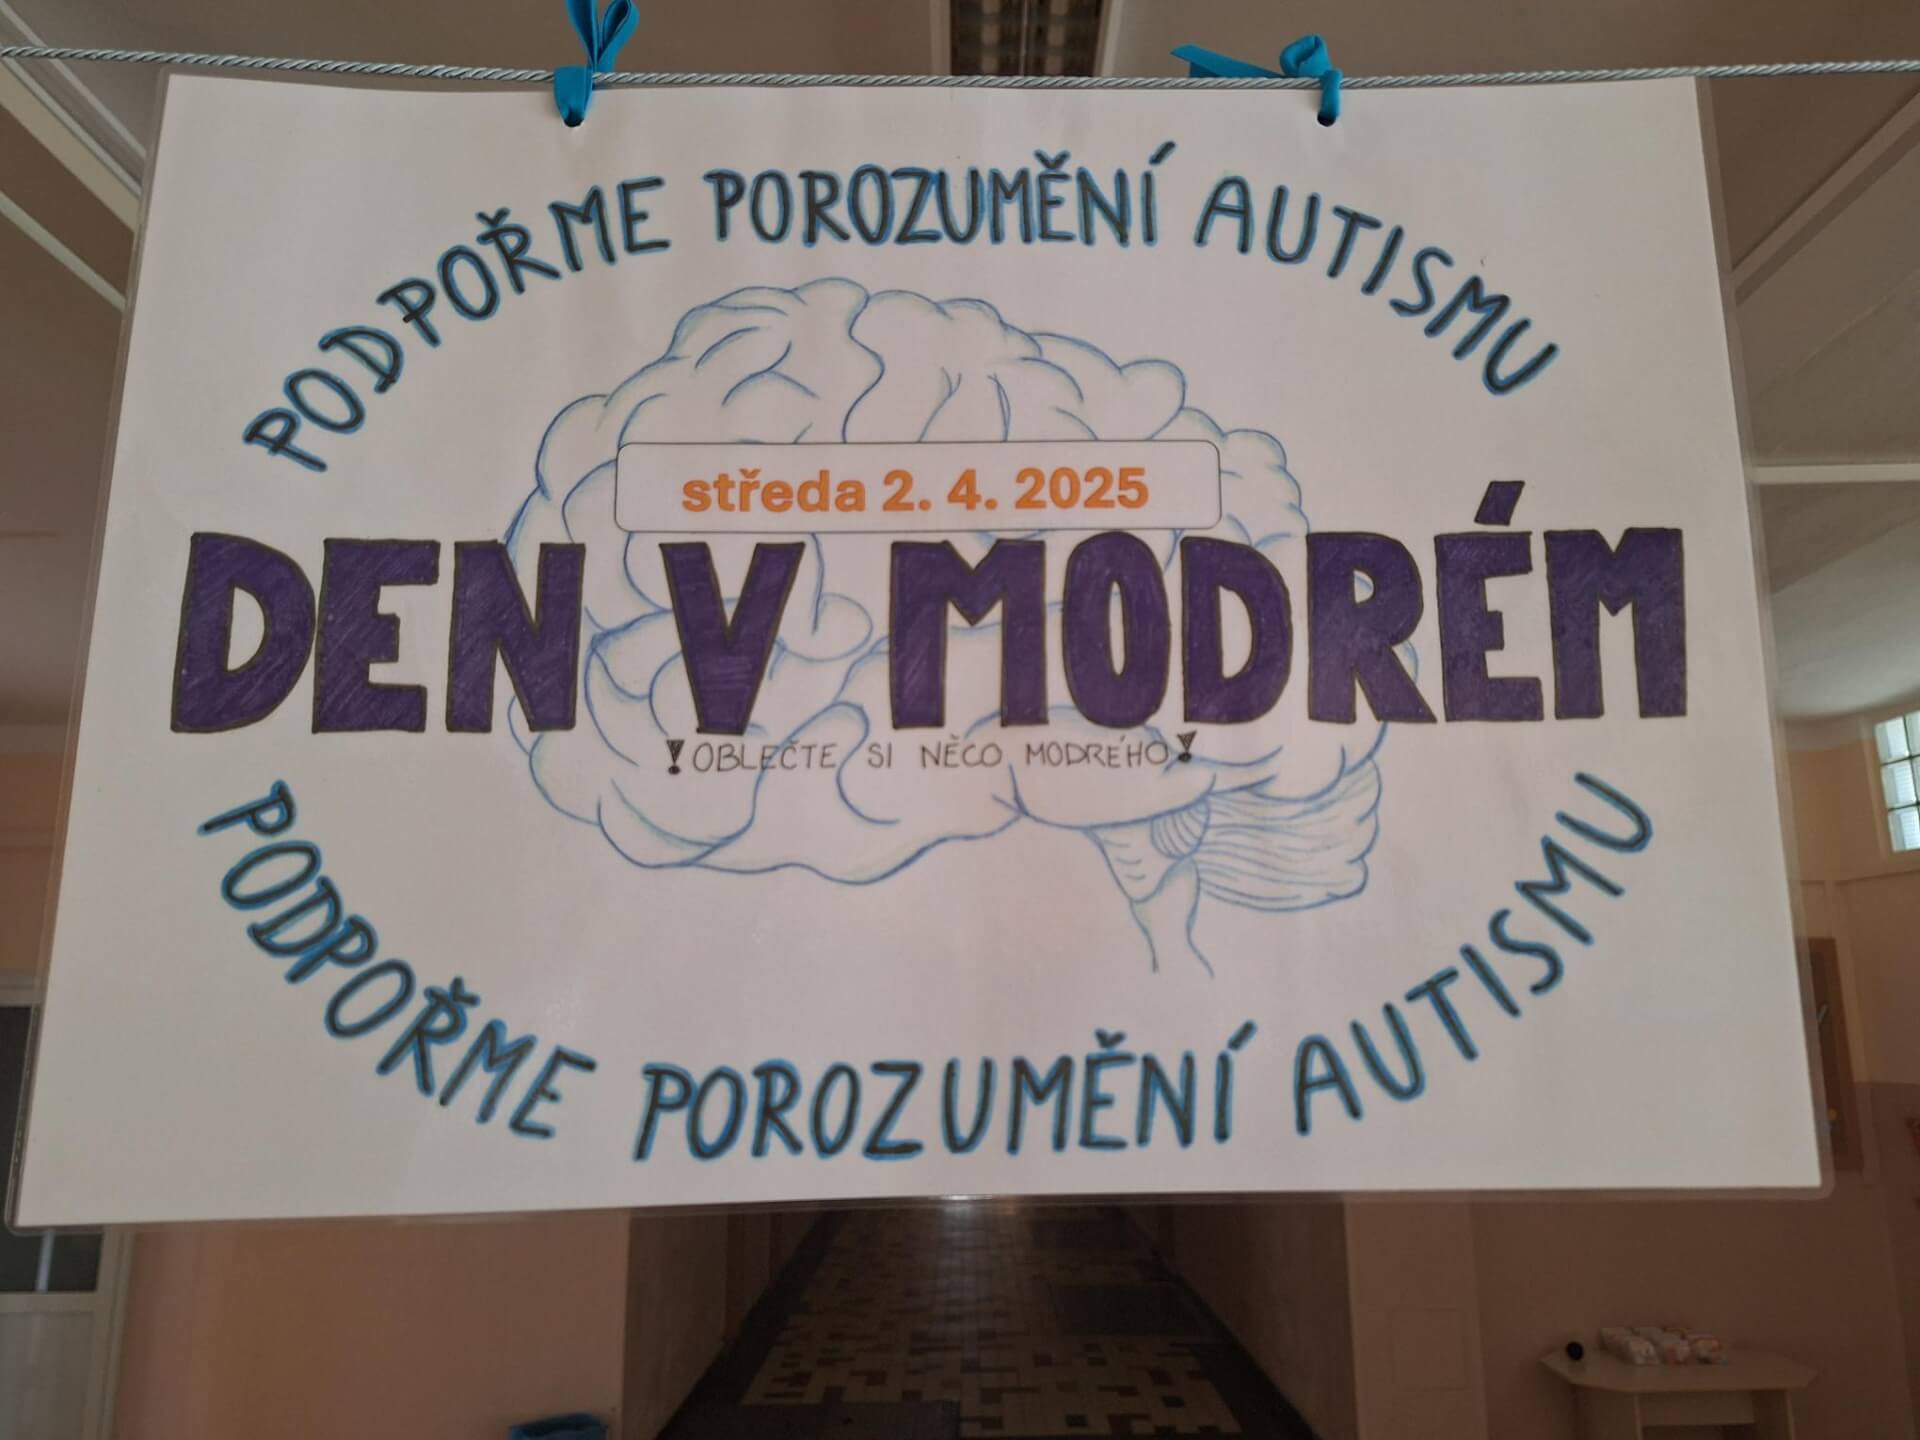 PODPOŘME POROZUMĚNÍ AUTISMU
středa 2. 4. 2025
DEN V MODRÉM
!OBLEČTE SI NĚCO MODRÉHO!
PODPOŘME POROZUMĚNÍ AUTISMU